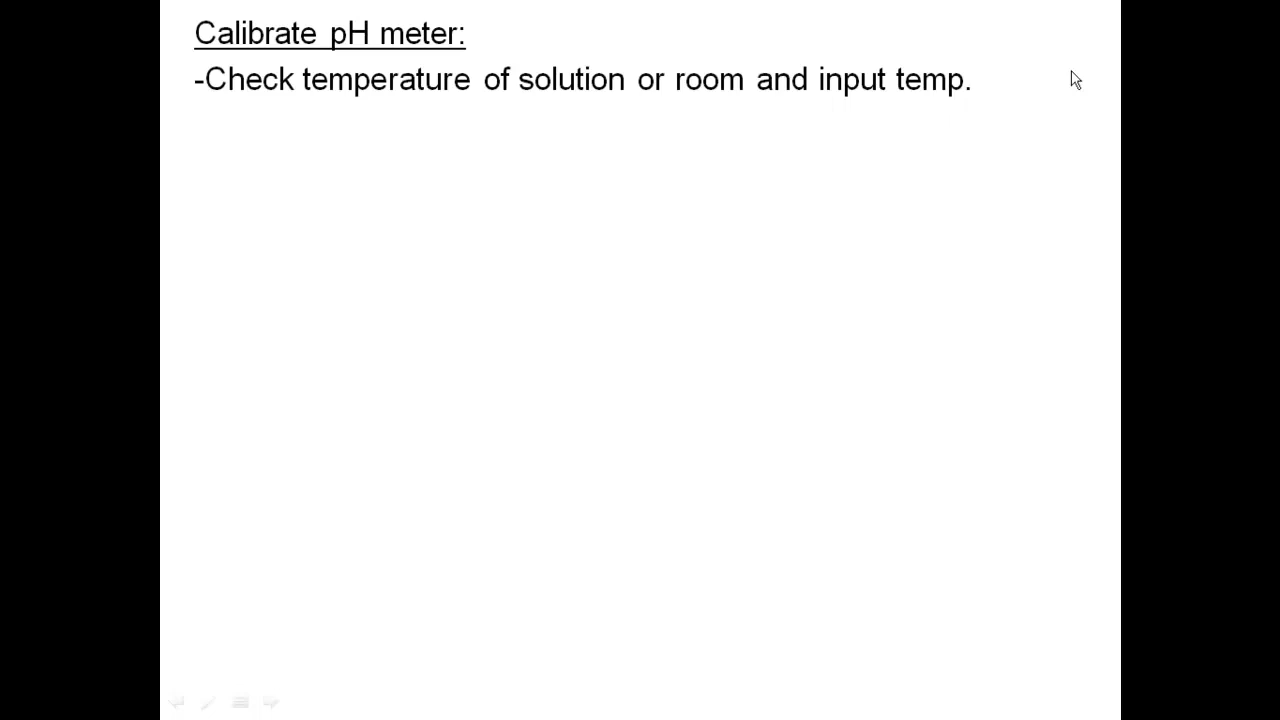 Calibrate pH meter:
-Check temperature of solution or room and input temp.